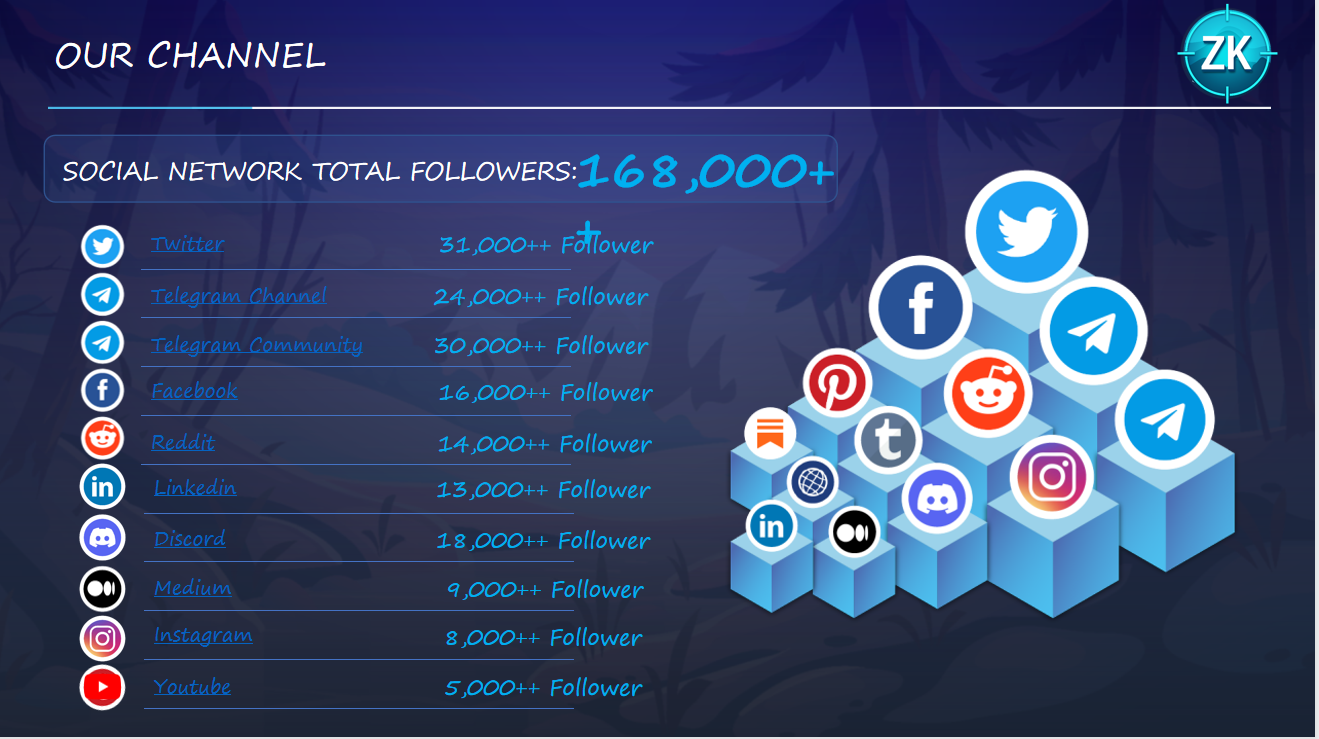 OUR CHANNEL
ZK
SOCIAL NETWORK TOTAL FOLLOWERS:168,000+
+
Twitter 31,000++ Follower
Telegram Channel 24,000++ Follower
Telegram Community 30,000++ Follower
Facebook 16,000++ Follower
Reddit 14,000++ Follower
Linkedin 13,000++ Follower
Discord 18,000++ Follower
Medium 9,000++ Follower
Instagram 8,000++ Follower
Youtube 5,000++ Follower